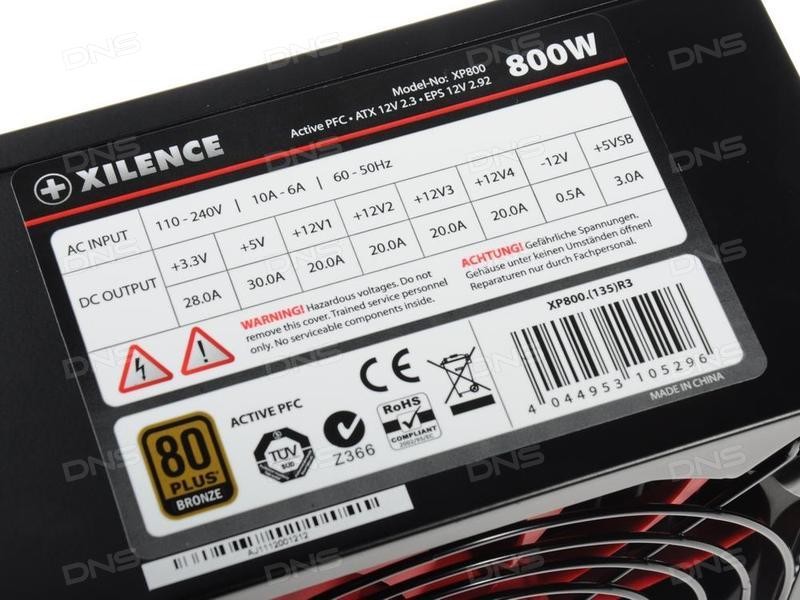 XILENCE
Model-No: XP800
800W
Active PFC • ATX 12V 2.3 • EPS 12V 2.92
AC INPUT 110 - 240V | 10A - 6A | 60 - 50Hz
DC OUTPUT +3.3V +5V +12V1 +12V2 +12V3 +12V4 -12V +5VSB
28.0A 30.0A 20.0A 20.0A 20.0A 20.0A 0.5A 3.0A
WARNING! Hazardous voltages. Do not
remove this cover. Trained service personnel
only. No serviceable components inside.
ACHTUNG! Gefährliche Spannungen.
Gehäuse unter keinen Umständen öffnen!
Reparaturen nur durch Fachpersonal.
80
PLUS
BRONZE
ACTIVE PFC
TÜV
SÜD
Z366
CE
RoHS
COMPLIANT
2002/95/EC
XP800.(135)R3
4 044953 105296
MADE IN CHINA
AJ1112001212
DNS